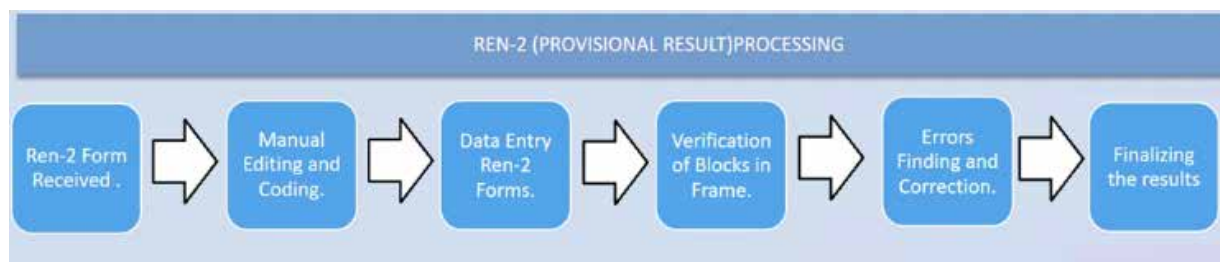 REN-2 (PROVISIONAL RESULT)PROCESSING
Ren-2 Form
Received .
Manual
Editing and
Coding.
Data Entry
Ren-2
Forms.
Verification
of Blocks in
Frame.
Errors
Finding and
Correction.
Finalizing
the results